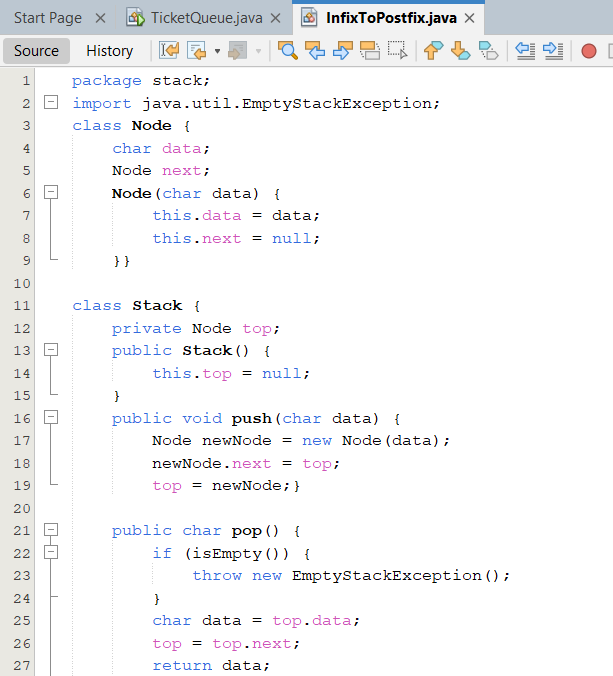 Start Page TicketQueue.java InfixToPostfix.java
Source History
1 package stack;
2 import java.util.EmptyStackException;
3 class Node {
4 char data;
5 Node next;
6 Node(char data) {
7 this.data = data;
8 this.next = null;
9 }}
10
11 class Stack {
12 private Node top;
13 public Stack() {
14 this.top = null;
15 }
16 public void push(char data) {
17 Node newNode = new Node(data);
18 newNode.next = top;
19 top = newNode;}
20
21 public char pop() {
22 if (isEmpty()) {
23 throw new EmptyStackException();
24 }
25 char data = top.data;
26 top = top.next;
27 return data;